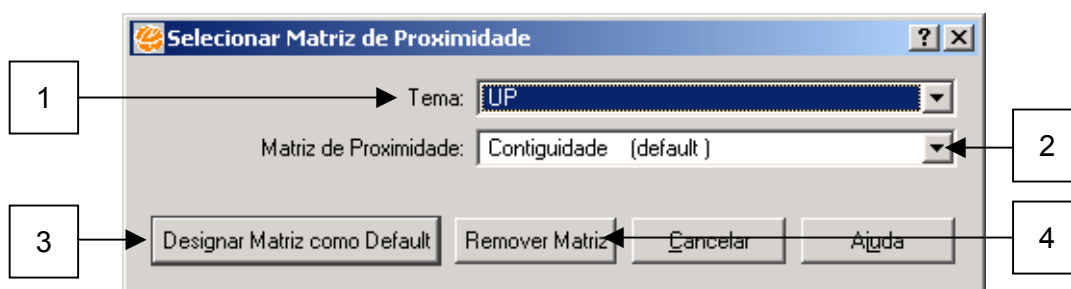 Selecionar Matriz de Proximidade ? X
1
Tema: UP
Matriz de Proximidade: Contiguidade (default )
2
3
Designar Matriz como Default Remover Matriz Cancelar Ajuda
4